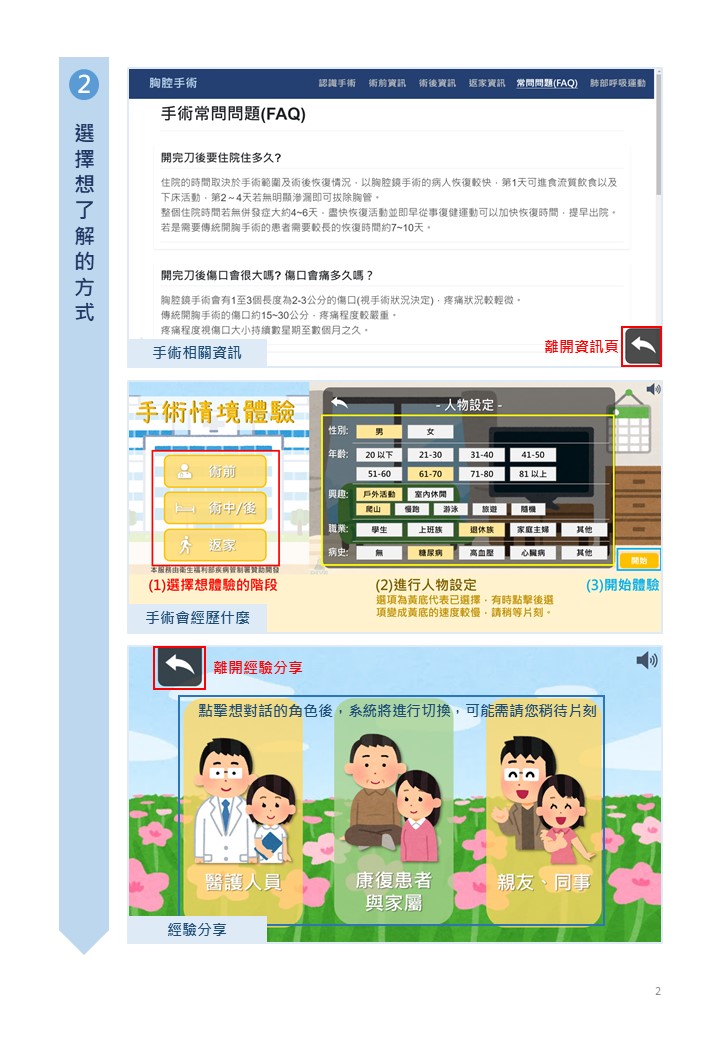 2
選擇想了解的方式
胸腔手術
認識手術 術前資訊 術後資訊 返家資訊 常問問題(FAQ) 肺部呼吸運動
手術常問問題(FAQ)
開完刀後要住院住多久?
住院的時間取決於手術範圍及術後恢復情況，以胸腔鏡手術的病人恢復較快，第1天可進食流質飲食以及
下床活動，第2～4天若無明顯滲漏即可拔除胸管。
整個住院時間若無併發症大約4~6天，盡快恢復活動並即早從事復健運動可以加快恢復時間，提早出院。
若是需要傳統開胸手術的患者需要較長的恢復時間約7~10天。
開完刀後傷口會很大嗎? 傷口會痛多久嗎？
胸腔鏡手術會有1至3個長度為2-3公分的傷口(視手術狀況決定)，疼痛狀況較輕微。
傳統開胸手術的傷口約15~30公分，疼痛程度較嚴重。
疼痛程度視傷口大小持續數星期至數個月之久。
離開資訊頁
手術相關資訊
手術情境體驗
術前
術中/後
返家
本服務由衛生福利部疾病管制署贊助開發
- 人物設定 -
性別: 男 女
年齡: 20 以下 21-30 31-40 41-50
51-60 61-70 71-80 81 以上
興趣: 戶外活動 室內休閒
爬山 慢跑 游泳 旅遊 隨機
職業: 學生 上班族 退休族 家庭主婦 其他
病史: 無 糖尿病 高血壓 心臟病 其他
開始
(1)選擇想體驗的階段
(2)進行人物設定
選項為黃底代表已選擇，有時點擊後選
項變成黃底的速度較慢，請稍等片刻。
(3)開始體驗
手術會經歷什麼
離開經驗分享
點擊想對話的角色後，系統將進行切換，可能需請您稍待片刻
醫護人員
康復患者
與家屬
親友、同事
經驗分享
2